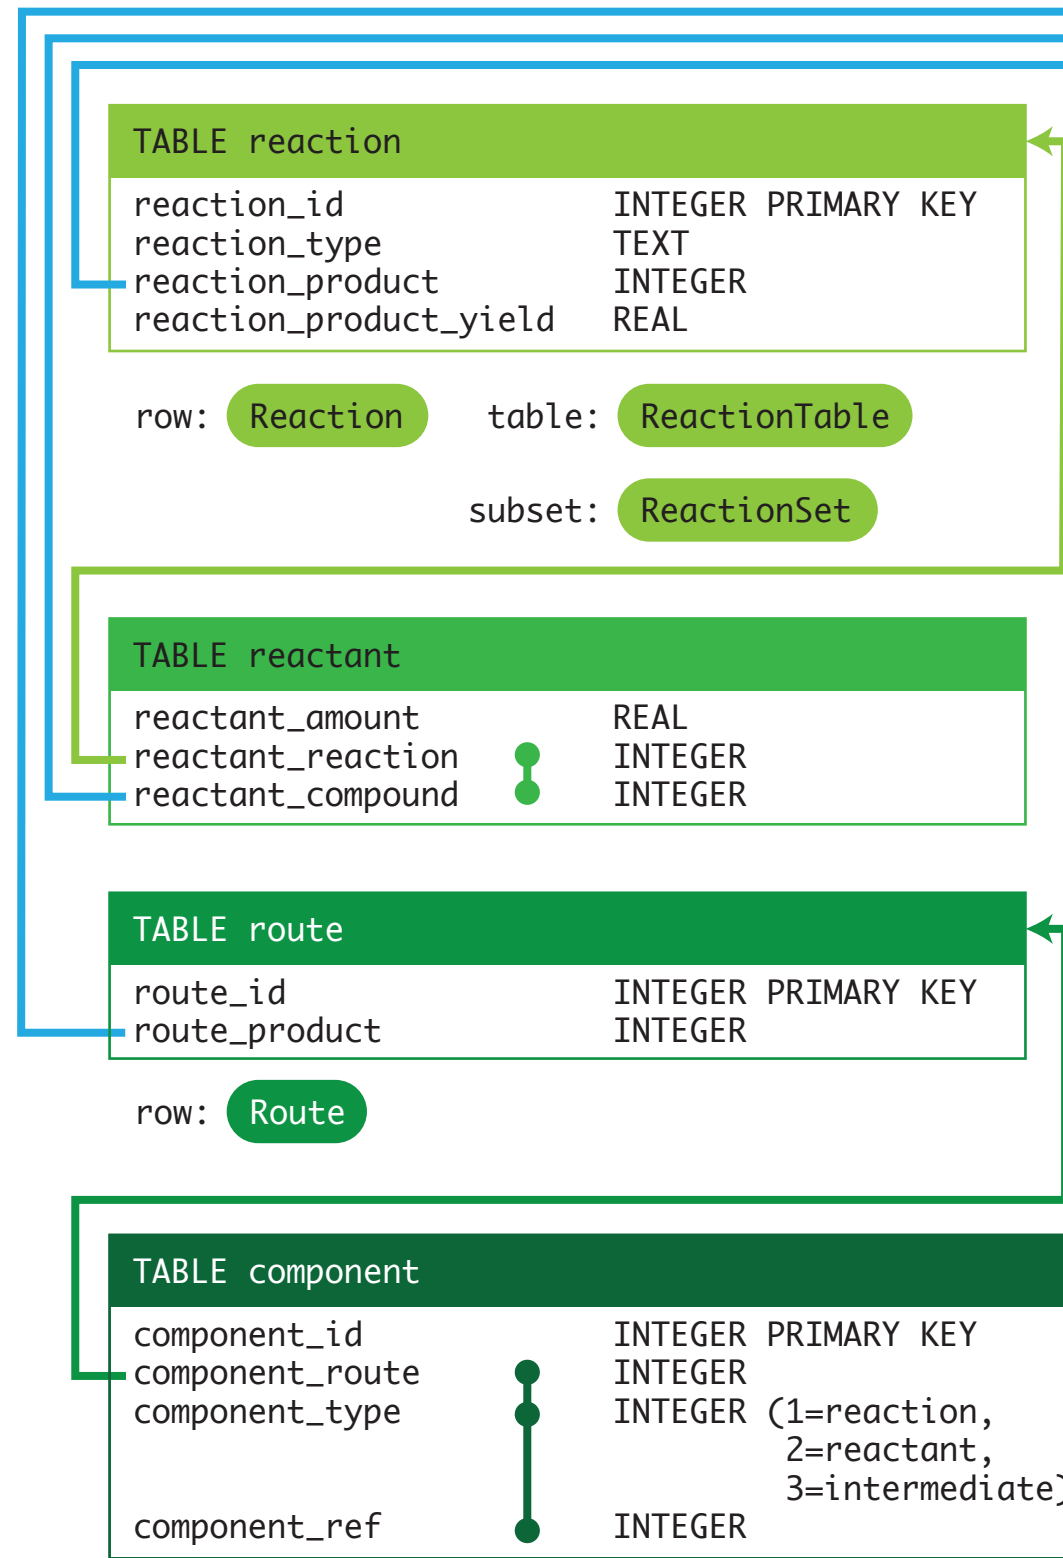 TABLE reaction
reaction_id INTEGER PRIMARY KEY
reaction_type TEXT
reaction_product INTEGER
reaction_product_yield REAL
row: Reaction table: ReactionTable
subset: ReactionSet
TABLE reactant
reactant_amount REAL
reactant_reaction INTEGER
reactant_compound INTEGER
TABLE route
route_id INTEGER PRIMARY KEY
route_product INTEGER
row: Route
TABLE component
component_id INTEGER PRIMARY KEY
component_route INTEGER
component_type INTEGER (1=reaction,
2=reactant,
3=intermediate)
component_ref INTEGER